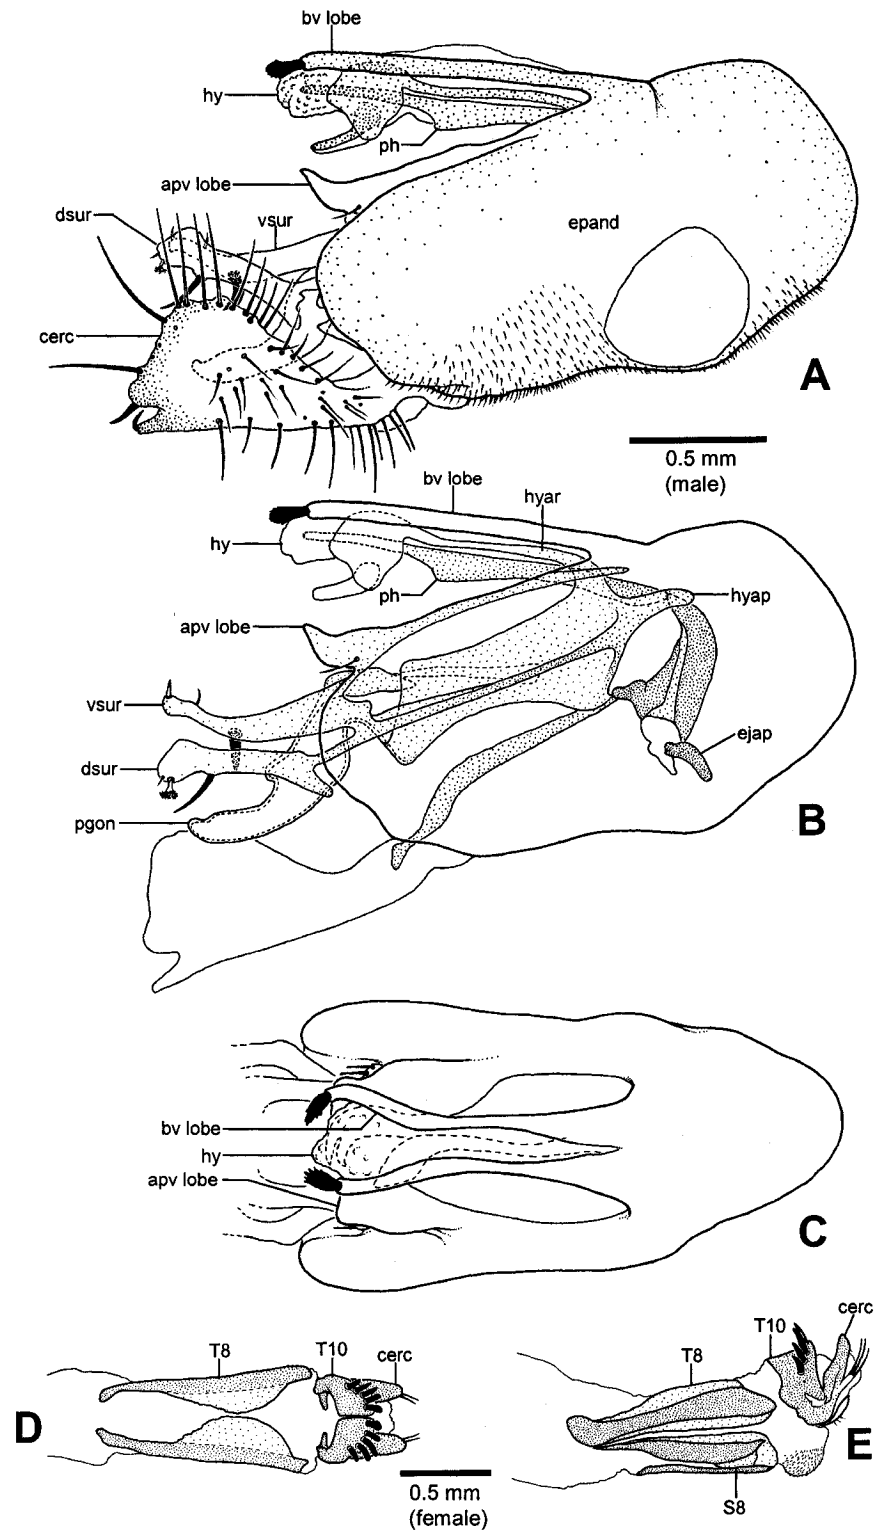 bv lobe
hy
ph
apv lobe
dsur
vsur
epand
cerc
A
0.5 mm
(male)
bv lobe
hyar
hy
ph
hyap
apv lobe
vsur
ejap
dsur
pgon
B
bv lobe
hy
apv lobe
C
T8
T10
cerc
D
0.5 mm
(female)
cerc
T10
T8
E
S8